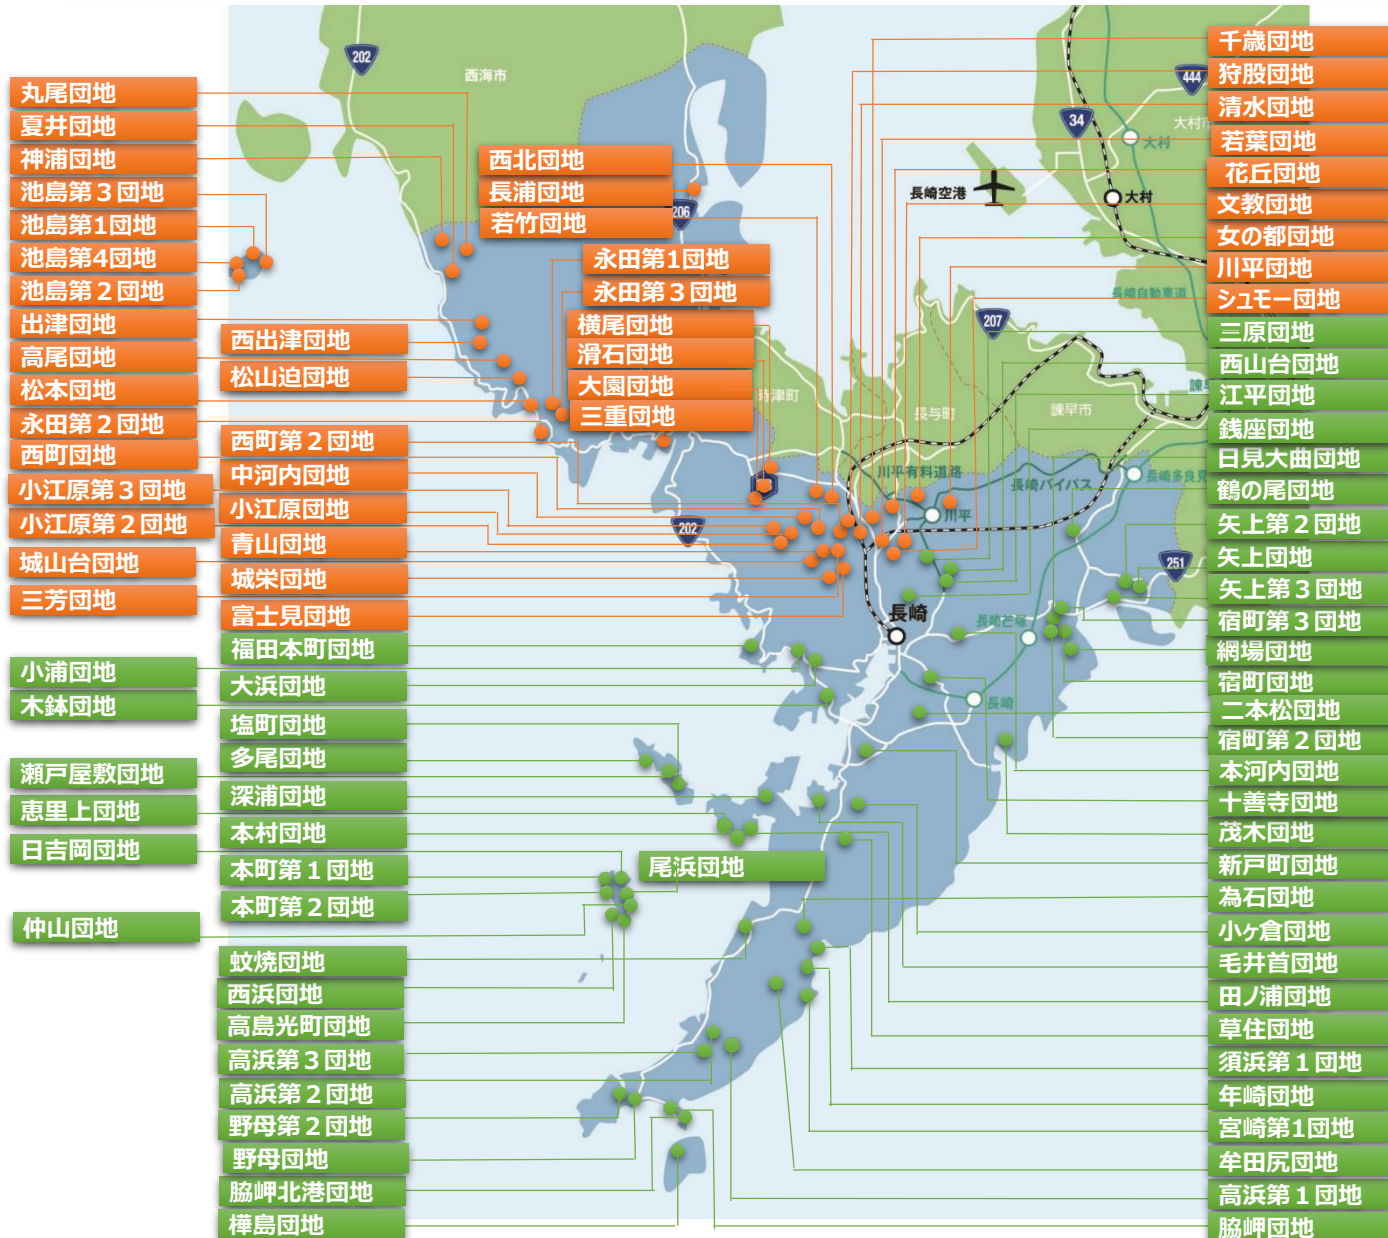 丸尾団地
夏井団地
神浦団地
池島第３団地
池島第1団地
池島第4団地
池島第２団地
出津団地
高尾団地
松本団地
永田第２団地
西町団地
小江原第３団地
小江原第２団地
城山台団地
三芳団地
小浦団地
木鉢団地
瀬戸屋敷団地
恵里上団地
日吉岡団地
仲山団地
西出津団地
松山迫団地
西町第２団地
中河内団地
小江原団地
青山団地
城栄団地
富士見団地
福田本町団地
大浜団地
塩町団地
多尾団地
深浦団地
本村団地
本町第１団地
本町第２団地
蚊焼団地
西浜団地
高島光町団地
高浜第３団地
高浜第２団地
野母第２団地
野母団地
脇岬北港団地
樺島団地
西北団地
長浦団地
若竹団地
永田第1団地
永田第３団地
横尾団地
滑石団地
大園団地
三重団地
尾浜団地
202
西海市
206
長崎空港
34
444
大村市
大村
大村
長崎自動車道
207
時津町
長与町
諫早市
川平有料道路
長崎バイパス
長崎多良見
川平
202
251
長崎
長崎芒塚
長崎
千歳団地
狩股団地
清水団地
若葉団地
花丘団地
文教団地
女の都団地
川平団地
シュモー団地
三原団地
西山台団地
江平団地
銭座団地
日見大曲団地
鶴の尾団地
矢上第２団地
矢上団地
矢上第３団地
宿町第３団地
網場団地
宿町団地
二本松団地
宿町第２団地
本河内団地
十善寺団地
茂木団地
新戸町団地
為石団地
小ヶ倉団地
毛井首団地
田ノ浦団地
草住団地
須浜第１団地
年崎団地
宮崎第1団地
牟田尻団地
高浜第１団地
脇岬団地